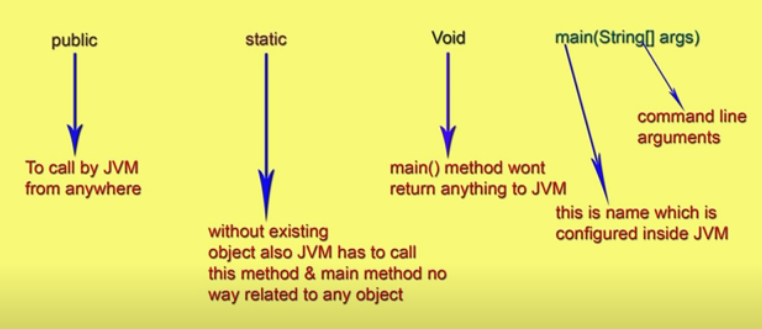 public
static
Void
main(String[] args)
To call by JVM
from anywhere
without existing
object also JVM has to call
this method & main method no
way related to any object
main() method wont
return anything to JVM
command line
arguments
this is name which is
configured inside JVM